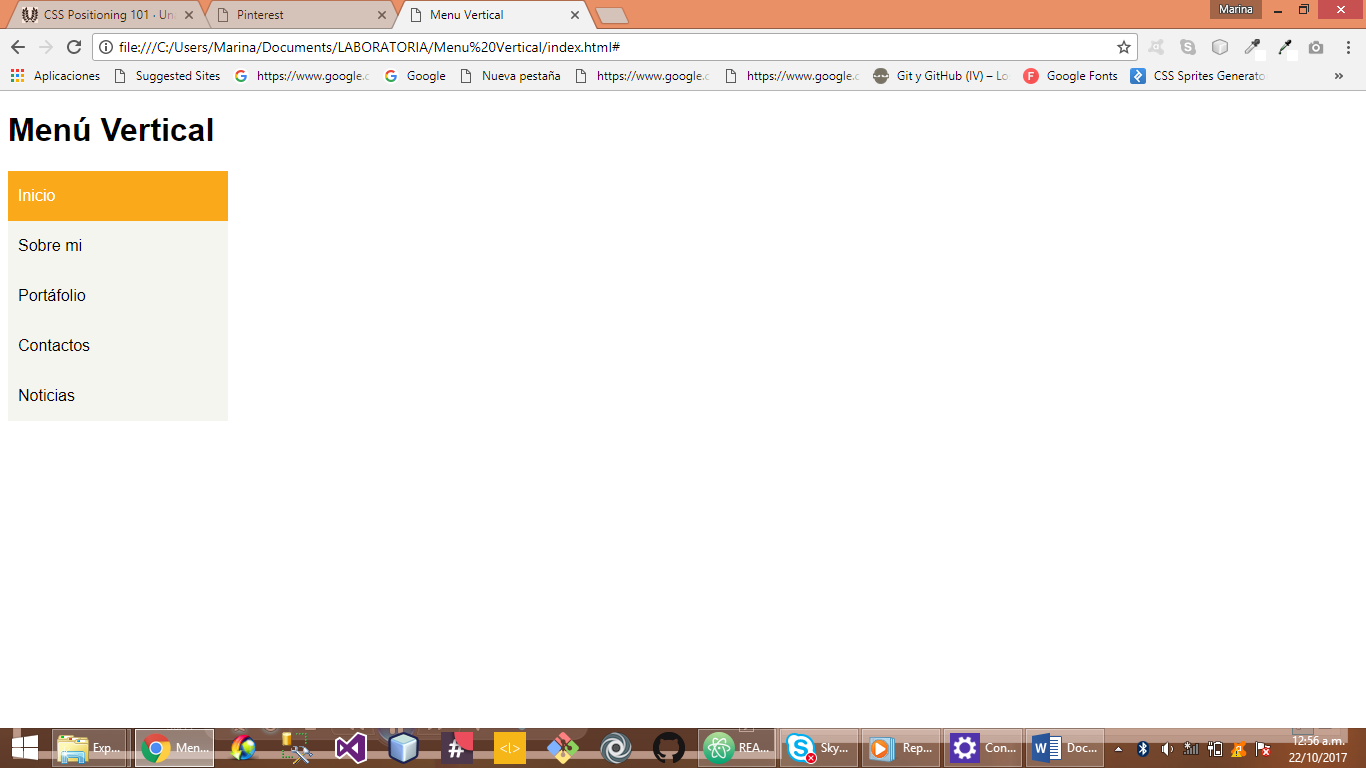 CSS Positioning 101 · Un
Pinterest
Menu Vertical
Marina
file:///C:/Users/Marina/Documents/LABORATORIA/Menu%20Vertical/index.html#
Aplicaciones
Suggested Sites
https://www.google.c
Google
Nueva pestaña
https://www.google.c
https://www.google.c
Git y GitHub (IV) – Lo
Google Fonts
CSS Sprites Generato
»
Menú Vertical
Inicio
Sobre mi
Portáfolio
Contactos
Noticias
Exp...
Men...
REA...
Sky...
Rep...
Con...
Doc...
12:56 a.m.
22/10/2017